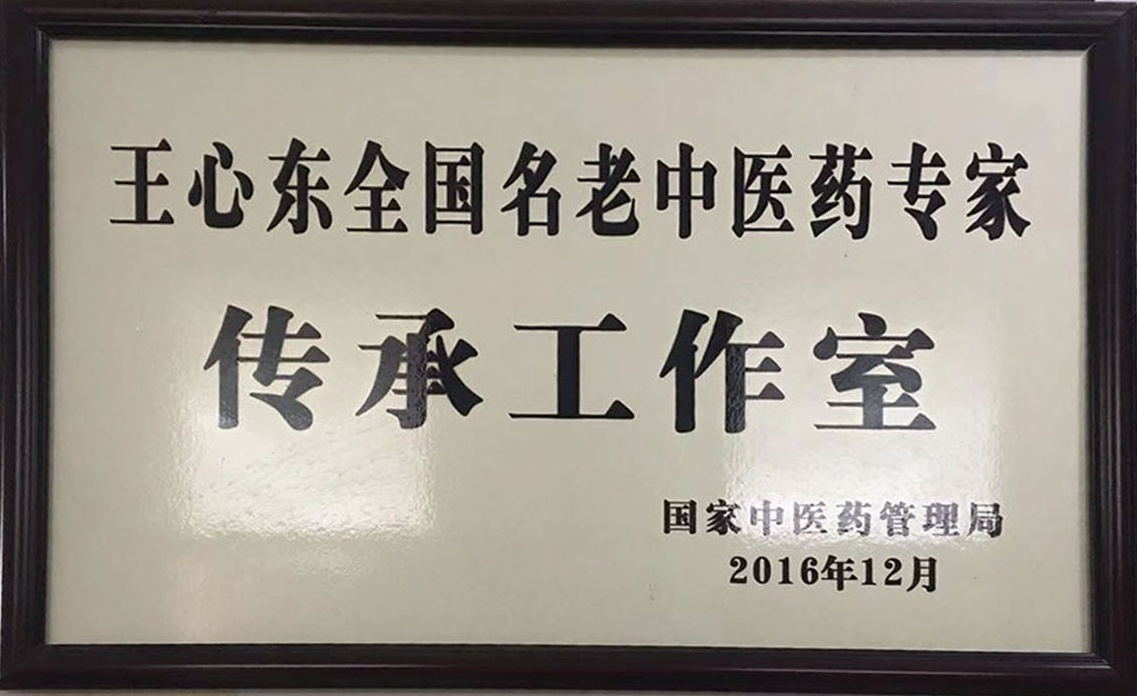 王心东全国名老中医药专家
传承工作室
国家中医药管理局
2016年12月